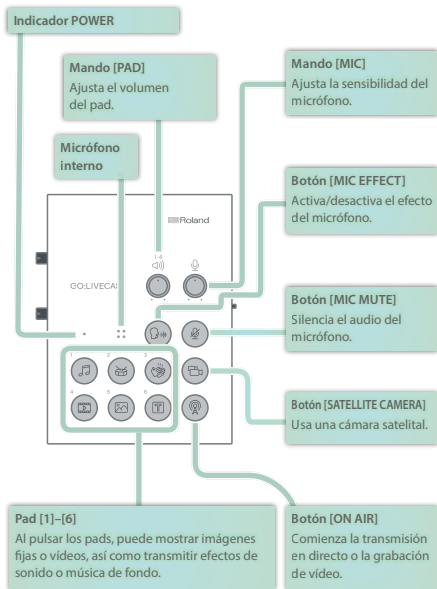 Indicador POWER
Mando [PAD]
Ajusta el volumen
del pad.
Mando [MIC]
Ajusta la sensibilidad del
micrófono.
Micrófono
interno
Botón [MIC EFFECT]
Activa/desactiva el efecto
del micrófono.
Roland
1-6
GO:LIVECAS
Botón [MIC MUTE]
Silencia el audio del
micrófono.
1 2 3
4 5 6
T
Botón [SATELLITE CAMERA]
Usa una cámara satelital.
Pad [1]–[6]
Al pulsar los pads, puede mostrar imágenes
fijas o vídeos, así como transmitir efectos de
sonido o música de fondo.
Botón [ON AIR]
Comienza la transmisión
en directo o la grabación
de vídeo.